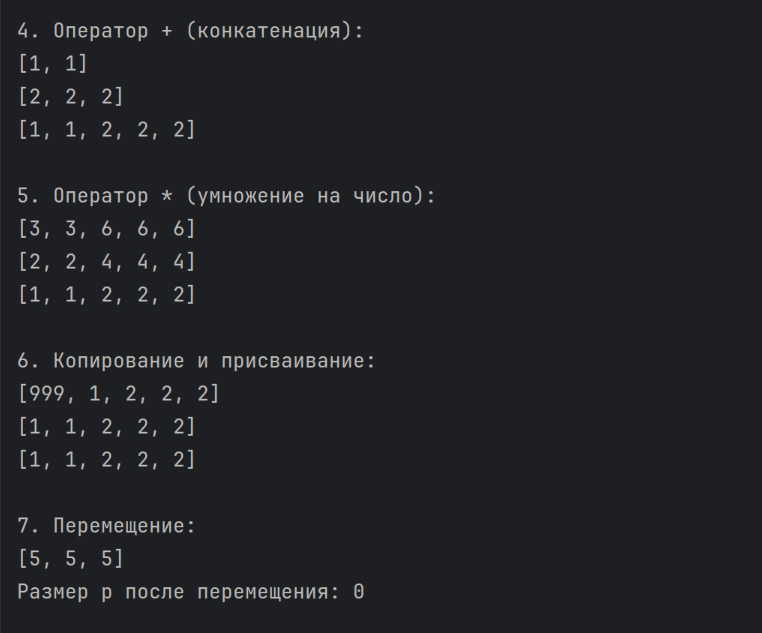 4. Оператор + (конкатенация):
[1, 1]
[2, 2, 2]
[1, 1, 2, 2, 2]
5. Оператор * (умножение на число):
[3, 3, 6, 6, 6]
[2, 2, 4, 4, 4]
[1, 1, 2, 2, 2]
6. Копирование и присваивание:
[999, 1, 2, 2, 2]
[1, 1, 2, 2, 2]
[1, 1, 2, 2, 2]
7. Перемещение:
[5, 5, 5]
Размер p после перемещения: 0